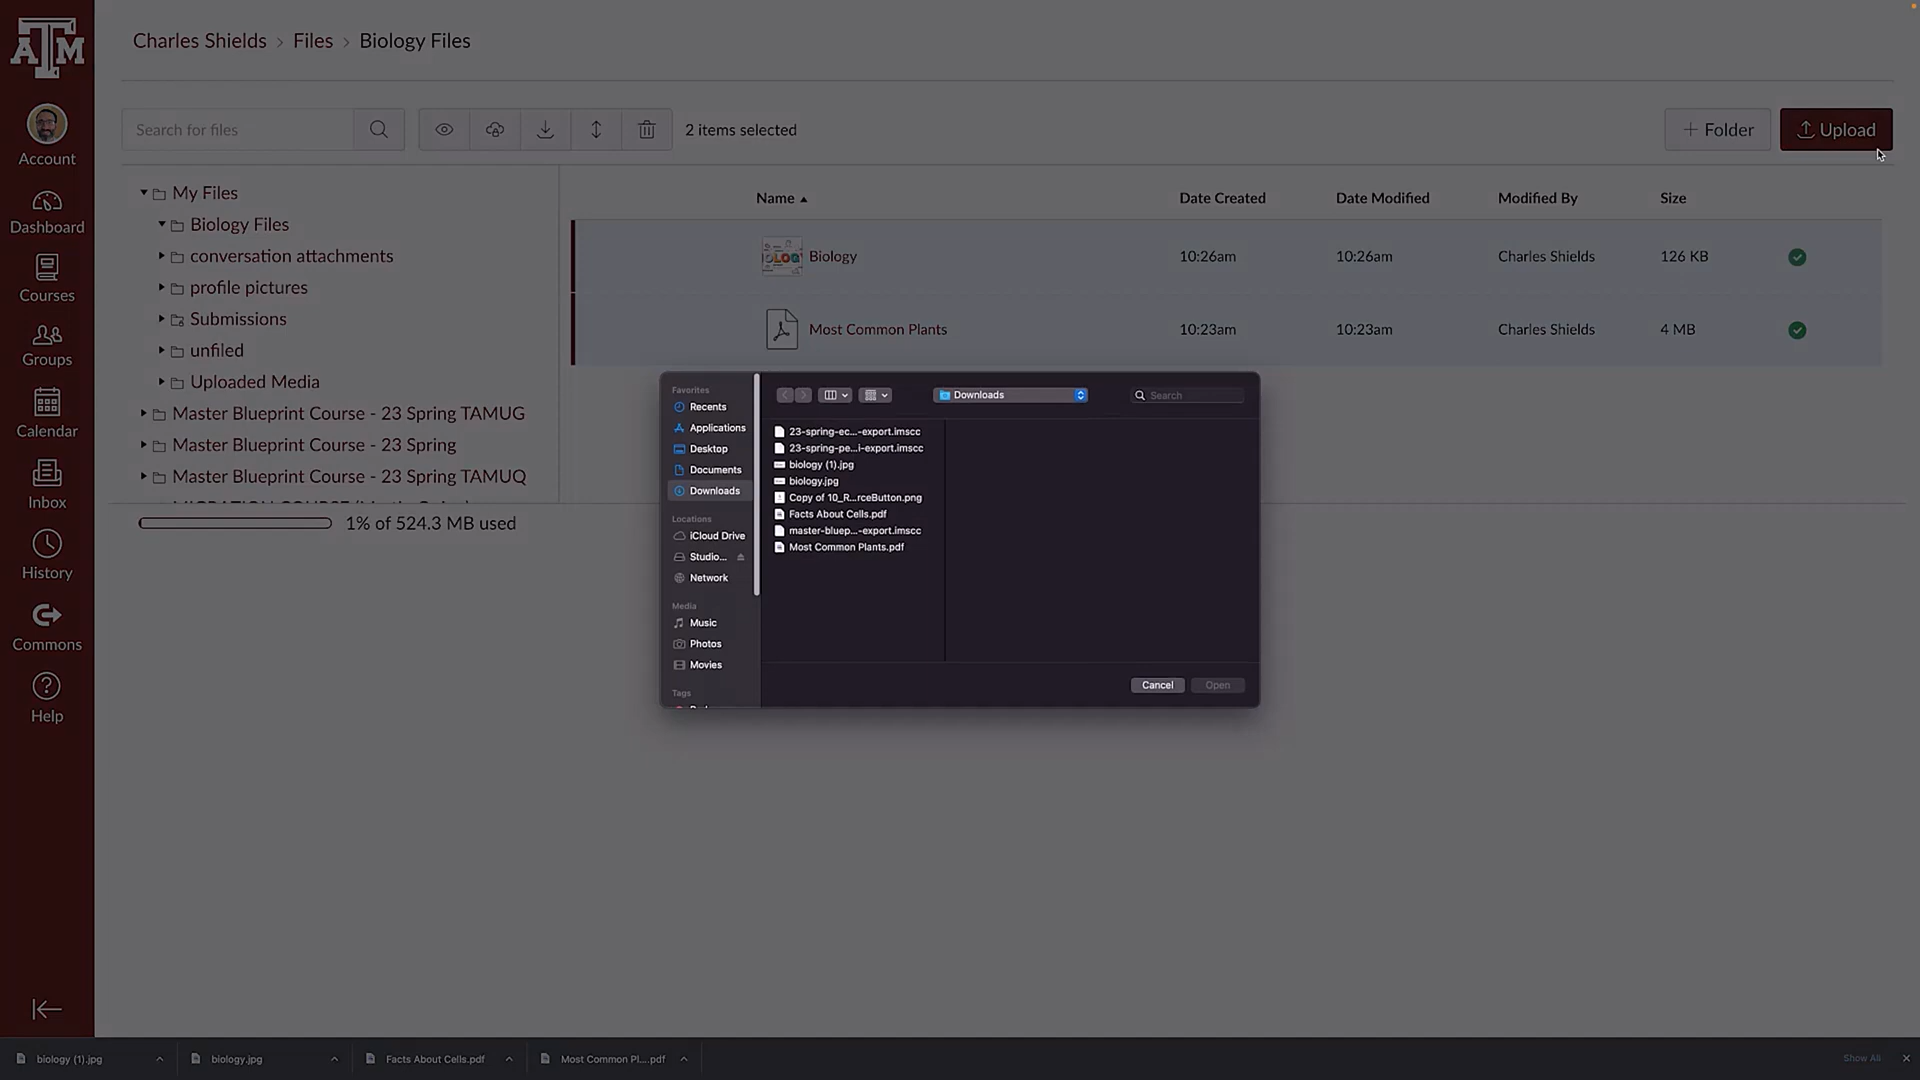 Charles Shields > Files > Biology Files
Search for files
2 items selected
+ Folder
Upload
Account
Dashboard
Courses
Groups
Calendar
Inbox
History
Commons
Help
My Files
Biology Files
conversation attachments
profile pictures
Submissions
unfiled
Uploaded Media
Master Blueprint Course - 23 Spring TAMUG
Master Blueprint Course - 23 Spring
Master Blueprint Course - 23 Spring TAMUQ
1% of 524.3 MB used
Name Date Created Date Modified Modified By Size
Biology 10:26am 10:26am Charles Shields 126 KB
Most Common Plants 10:23am 10:23am Charles Shields 4 MB
Favorites
Recents
Applications
Desktop
Documents
Downloads
Locations
iCloud Drive
Studio...
Network
Media
Music
Photos
Movies
Tags
Downloads
Search
23-spring-ec...-export.imscc
23-spring-pe...i-export.imscc
biology (1).jpg
biology.jpg
Copy of 10_R...rceButton.png
Facts About Cells.pdf
master-bluep...-export.imscc
Most Common Plants.pdf
Cancel
Open
biology (1).jpg
biology.jpg
Facts About Cells.pdf
Most Common Pl....pdf
Show All